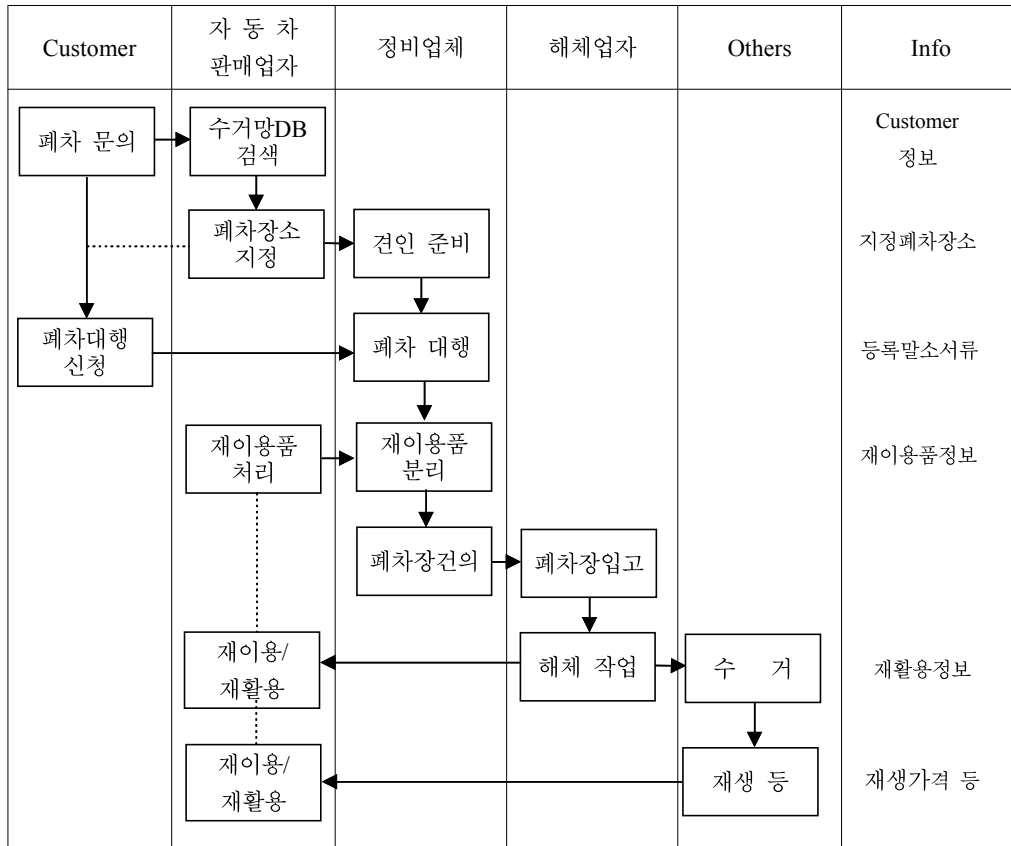 Customer
자 동 차
판매업자
정비업체
해체업자
Others
Info
폐차 문의
수거망DB
검색
Customer
정보
폐차장소
지정
견인 준비
지정폐차장소
폐차대행
신청
폐차 대행
등록말소서류
재이용품
처리
재이용품
분리
재이용품정보
폐차장건의
폐차장입고
재이용/
재활용
해체 작업
수 거
재활용정보
재이용/
재활용
재생 등
재생가격 등